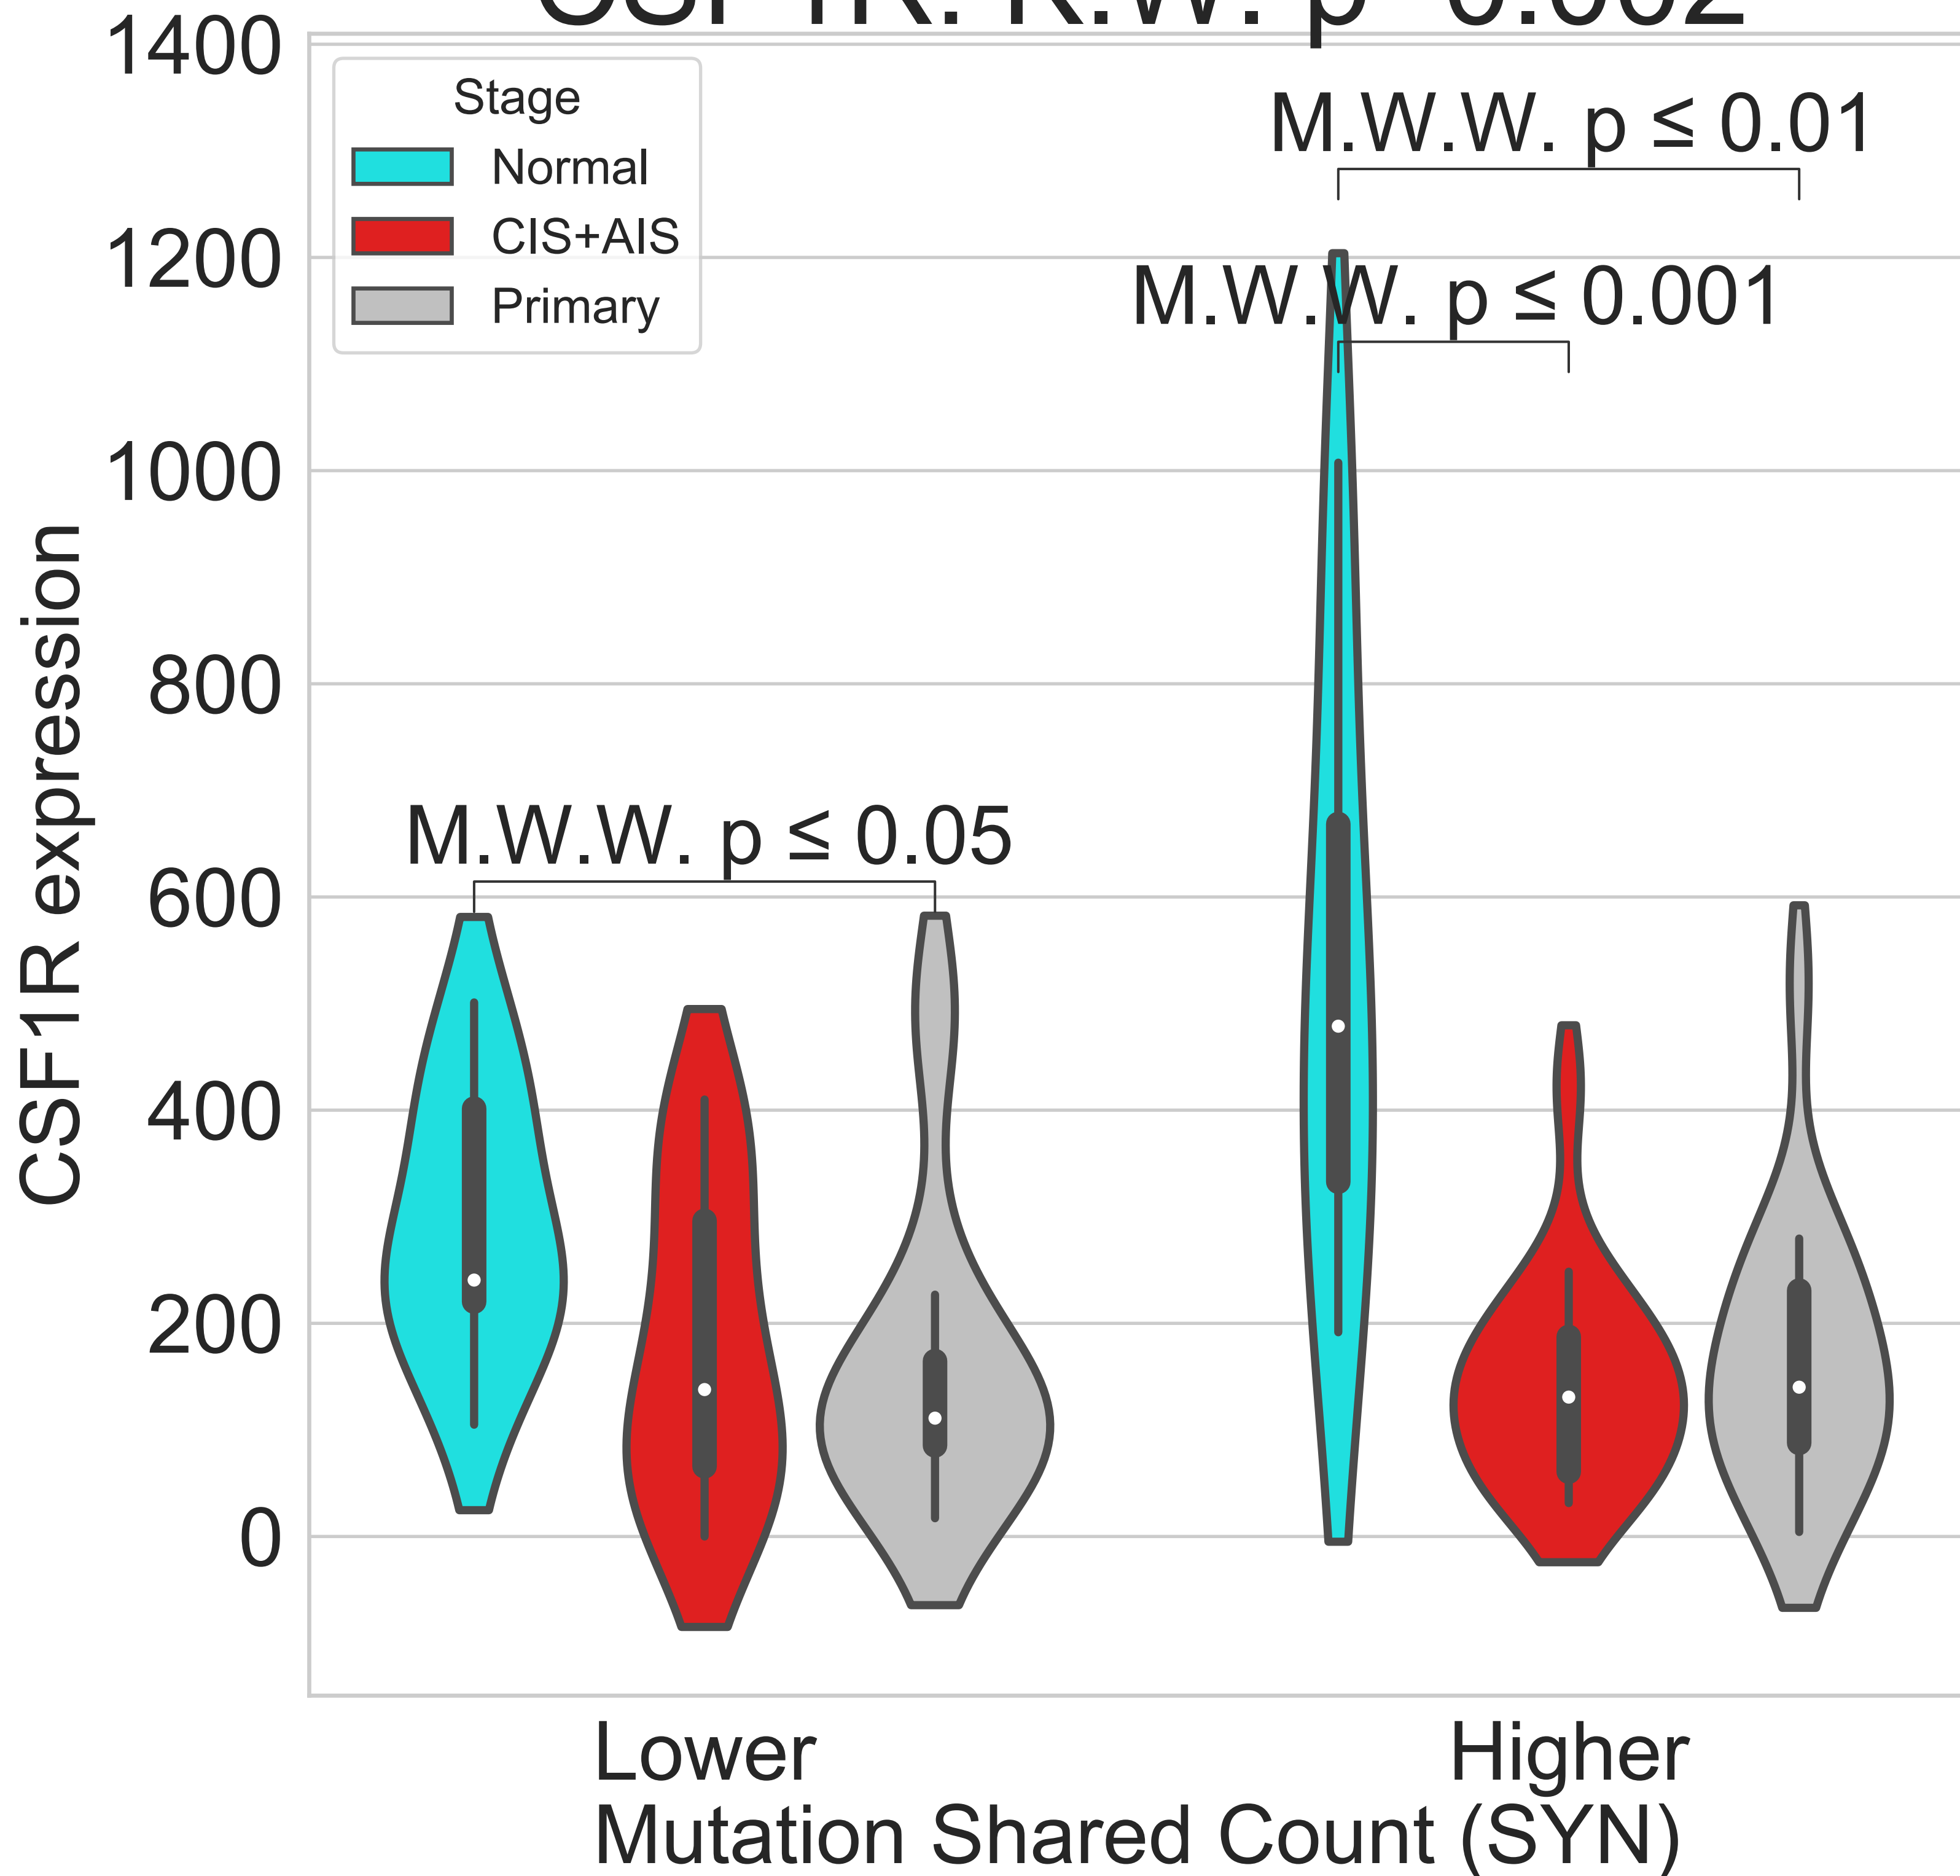 Stage
Normal
CIS+AIS
Primary
M.W.W. p ≤ 0.01
M.W.W. p ≤ 0.001
M.W.W. p ≤ 0.05
1400
1200
1000
800
600
400
200
0
CSF1R expression
Lower
Higher
Mutation Shared Count (SYN)